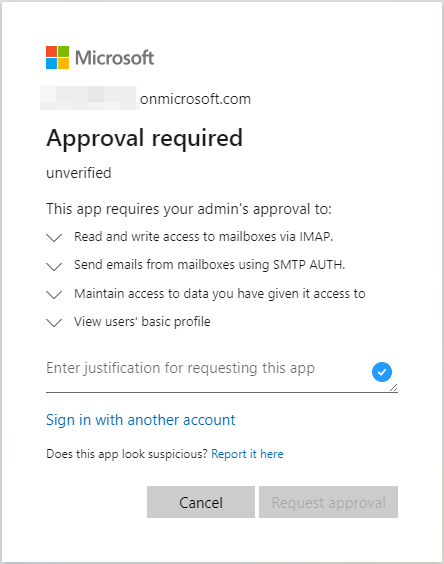 Microsoft
onmicrosoft.com
Approval required
unverified
This app requires your admin's approval to:
Read and write access to mailboxes via IMAP.
Send emails from mailboxes using SMTP AUTH.
Maintain access to data you have given it access to
View users' basic profile
Enter justification for requesting this app
Sign in with another account
Does this app look suspicious? Report it here
Cancel Request approval